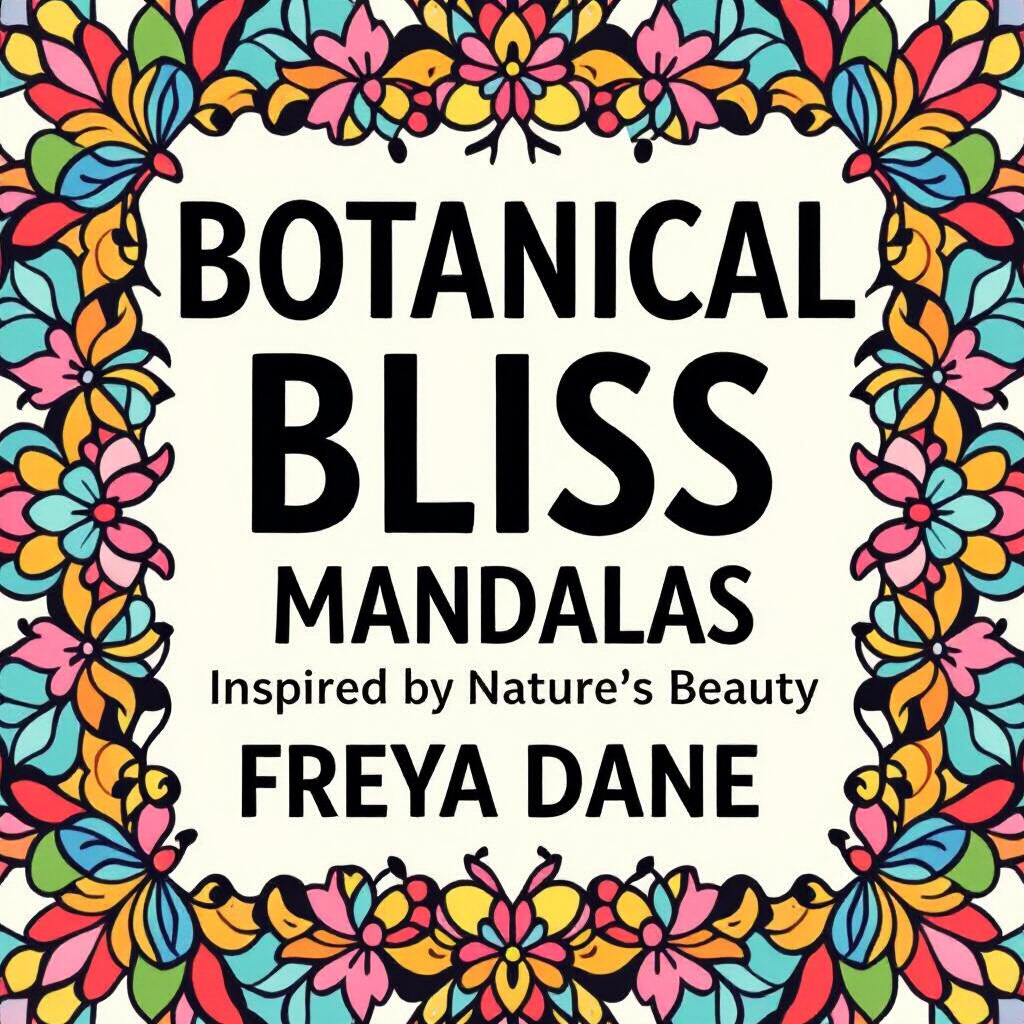 BOTANICAL
BLISS
MANDALAS
Inspired by Nature’s Beauty
FREYA DANE